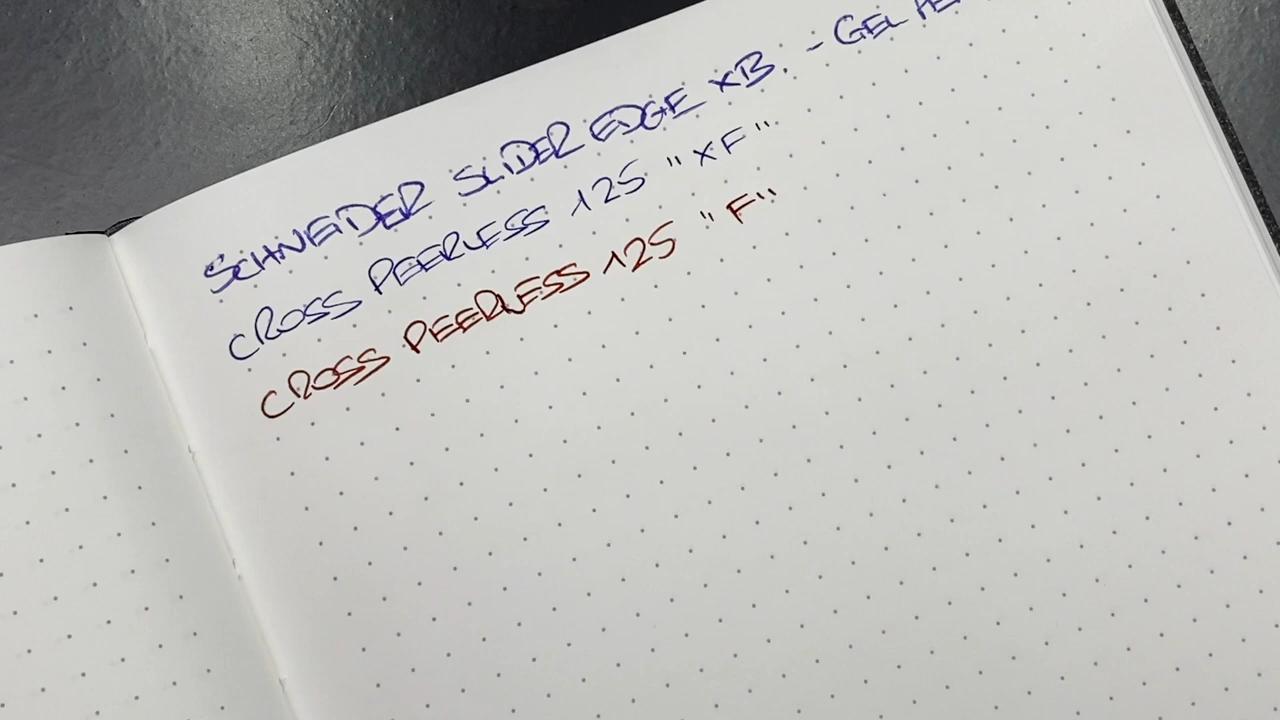 SCHNEIDER SLIDER EDGE XB. - GEL
CROSS PEERLESS 125 "XF"
CROSS PEERLESS 125 "F"